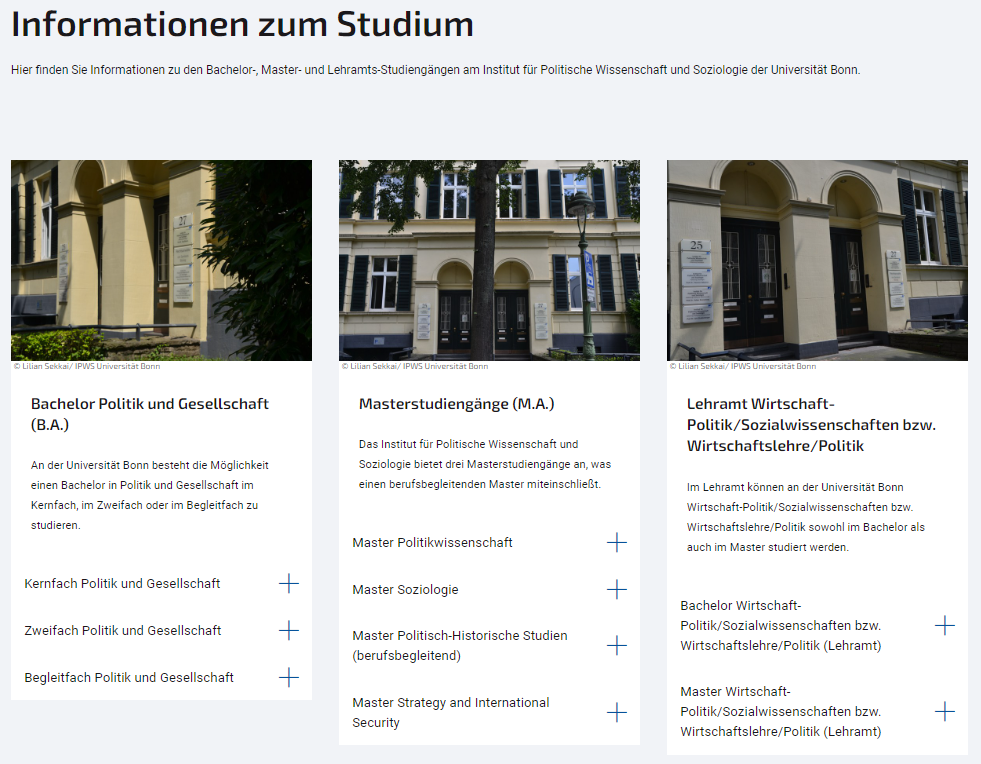 Informationen zum Studium
Hier finden Sie Informationen zu den Bachelor-, Master- und Lehramts-Studiengängen am Institut für Politische Wissenschaft und Soziologie der Universität Bonn.
27
© Lilian Sekkai/ IPWS Universität Bonn
Bachelor Politik und Gesellschaft
(B.A.)
An der Universität Bonn besteht die Möglichkeit
einen Bachelor in Politik und Gesellschaft im
Kernfach, im Zweifach oder im Begleitfach zu
studieren.
Kernfach Politik und Gesellschaft
Zweifach Politik und Gesellschaft
Begleitfach Politik und Gesellschaft
© Lilian Sekkai/ IPWS Universität Bonn
Masterstudiengänge (M.A.)
Das Institut für Politische Wissenschaft und
Soziologie bietet drei Masterstudiengänge an, was
einen berufsbegleitenden Master miteinschließt.
Master Politikwissenschaft
Master Soziologie
Master Politisch-Historische Studien
(berufsbegleitend)
Master Strategy and International
Security
25
© Lilian Sekkai/ IPWS Universität Bonn
Lehramt Wirtschaft-
Politik/Sozialwissenschaften bzw.
Wirtschaftslehre/Politik
Im Lehramt können an der Universität Bonn
Wirtschaft-Politik/Sozialwissenschaften bzw.
Wirtschaftslehre/Politik sowohl im Bachelor als
auch im Master studiert werden.
Bachelor Wirtschaft-
Politik/Sozialwissenschaften bzw.
Wirtschaftslehre/Politik (Lehramt)
Master Wirtschaft-
Politik/Sozialwissenschaften bzw.
Wirtschaftslehre/Politik (Lehramt)